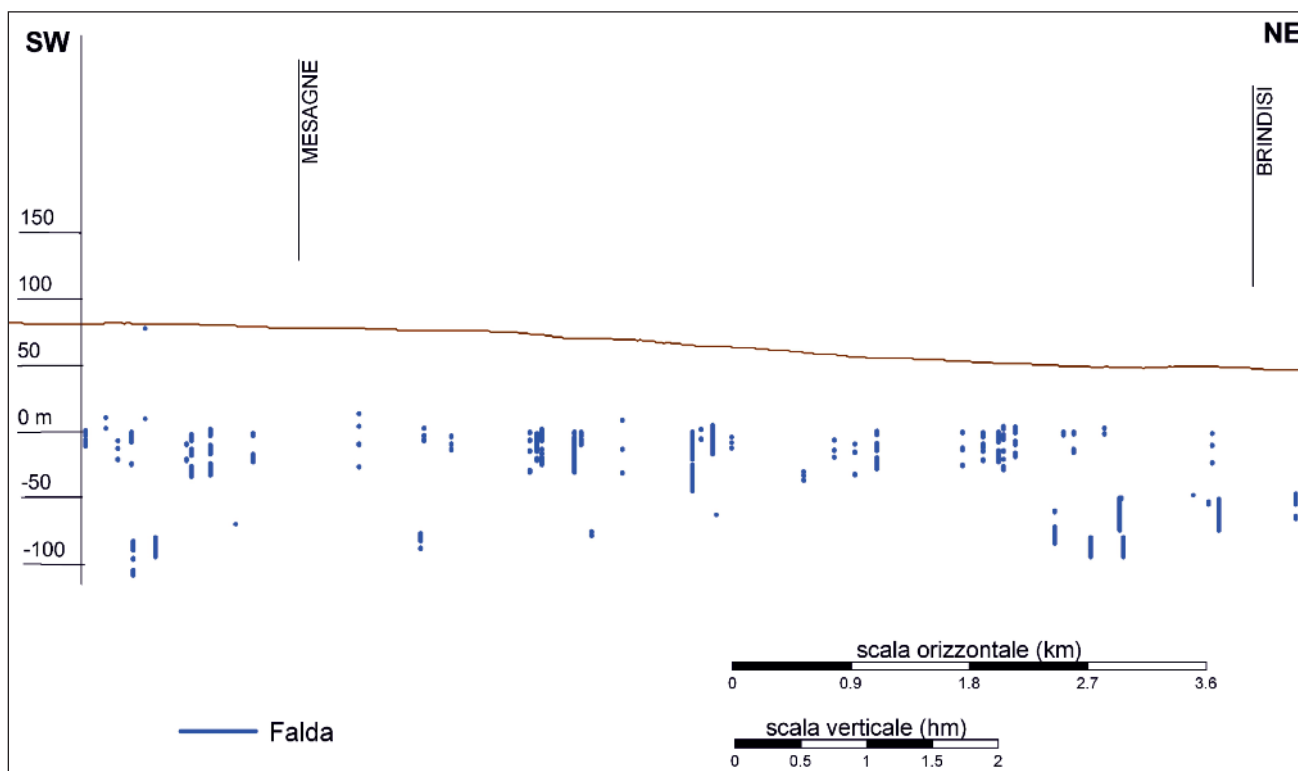 SW
NE
MESAGNE
BRINDISI
150
100
50
0 m
-50
-100
scala orizzontale (km)
0 0.9 1.8 2.7 3.6
Falda
scala verticale (hm)
0 0.5 1 1.5 2